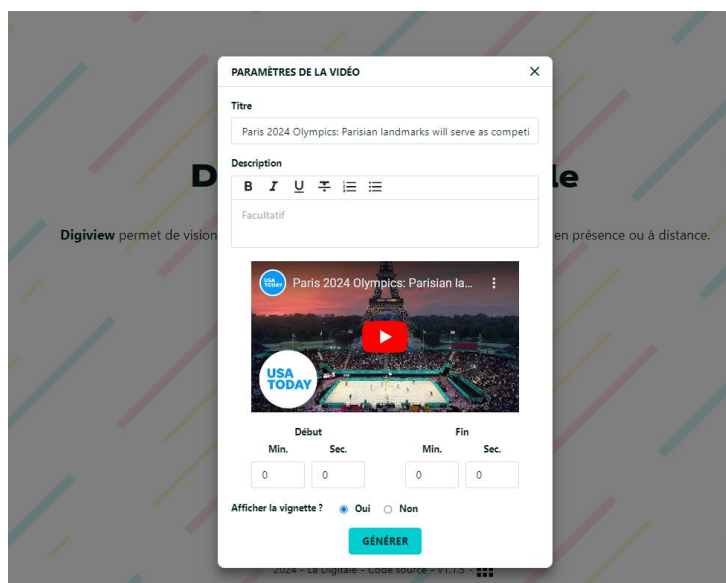 PARAMÈTRES DE LA VIDÉO
Titre
Paris 2024 Olympics: Parisian landmarks will serve as competi
Description
B I U
Facultatif
D le
Digiview permet de vision en présence ou à distance.
USA TODAY Paris 2024 Olympics: Parisian la...
USA
TODAY
Début Fin
Min. Sec. Min. Sec.
0 0 0 0
Afficher la vignette ? Oui Non
GÉNÉRER
2024 - La Digitale - Code source - v1.1.5 -